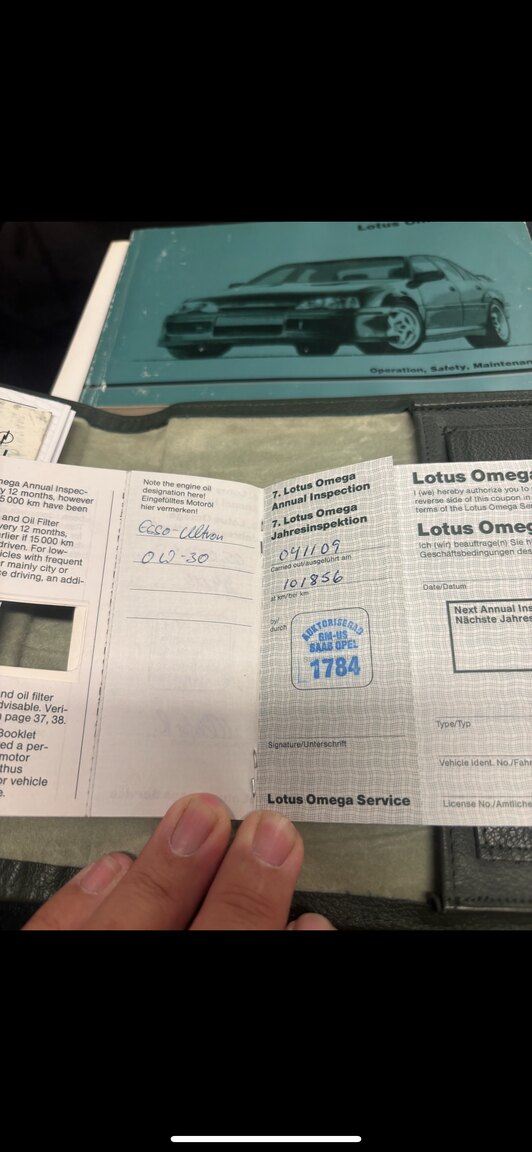 Lotus
Operation, Safety, Maintenan
mega Annual Inspec-
y 12 months, however
5 000 km have been
and Oil Filter
very 12 months,
rlier if 15 000 km
driven. For low-
icles with frequent
r mainly city or
ce driving, an addi-
nd oil filter
dvisable. Veri-
page 37, 38.
Booklet
ed a per-
motor
thus
or vehicle
e.
Note the engine oil
designation here!
Eingefülltes Motoröl
hier vermerken!
Esso-Ultron
0W-30
7. Lotus Omega
Annual Inspection
7. Lotus Omega
Jahresinspektion
041109
Carried out/ausgeführt am
101856
at km/bei km
by/
durch
AUKTORISERAD
GM-US
SAAB OPEL
1784
Signature/Unterschrift
Lotus Omega Service
Lotus Omega
I (we) hereby authorize you to
reverse side of this coupon in
terms of the Lotus Omega Ser
Lotus Omeg
Ich (wir) beauftrage(n) Sie h
Geschäftsbedingungen des
Date/Datum
Next Annual Ins
Nächste Jahres
Type/Typ
Vehicle Ident. No./Fahr
License No./Amtliche